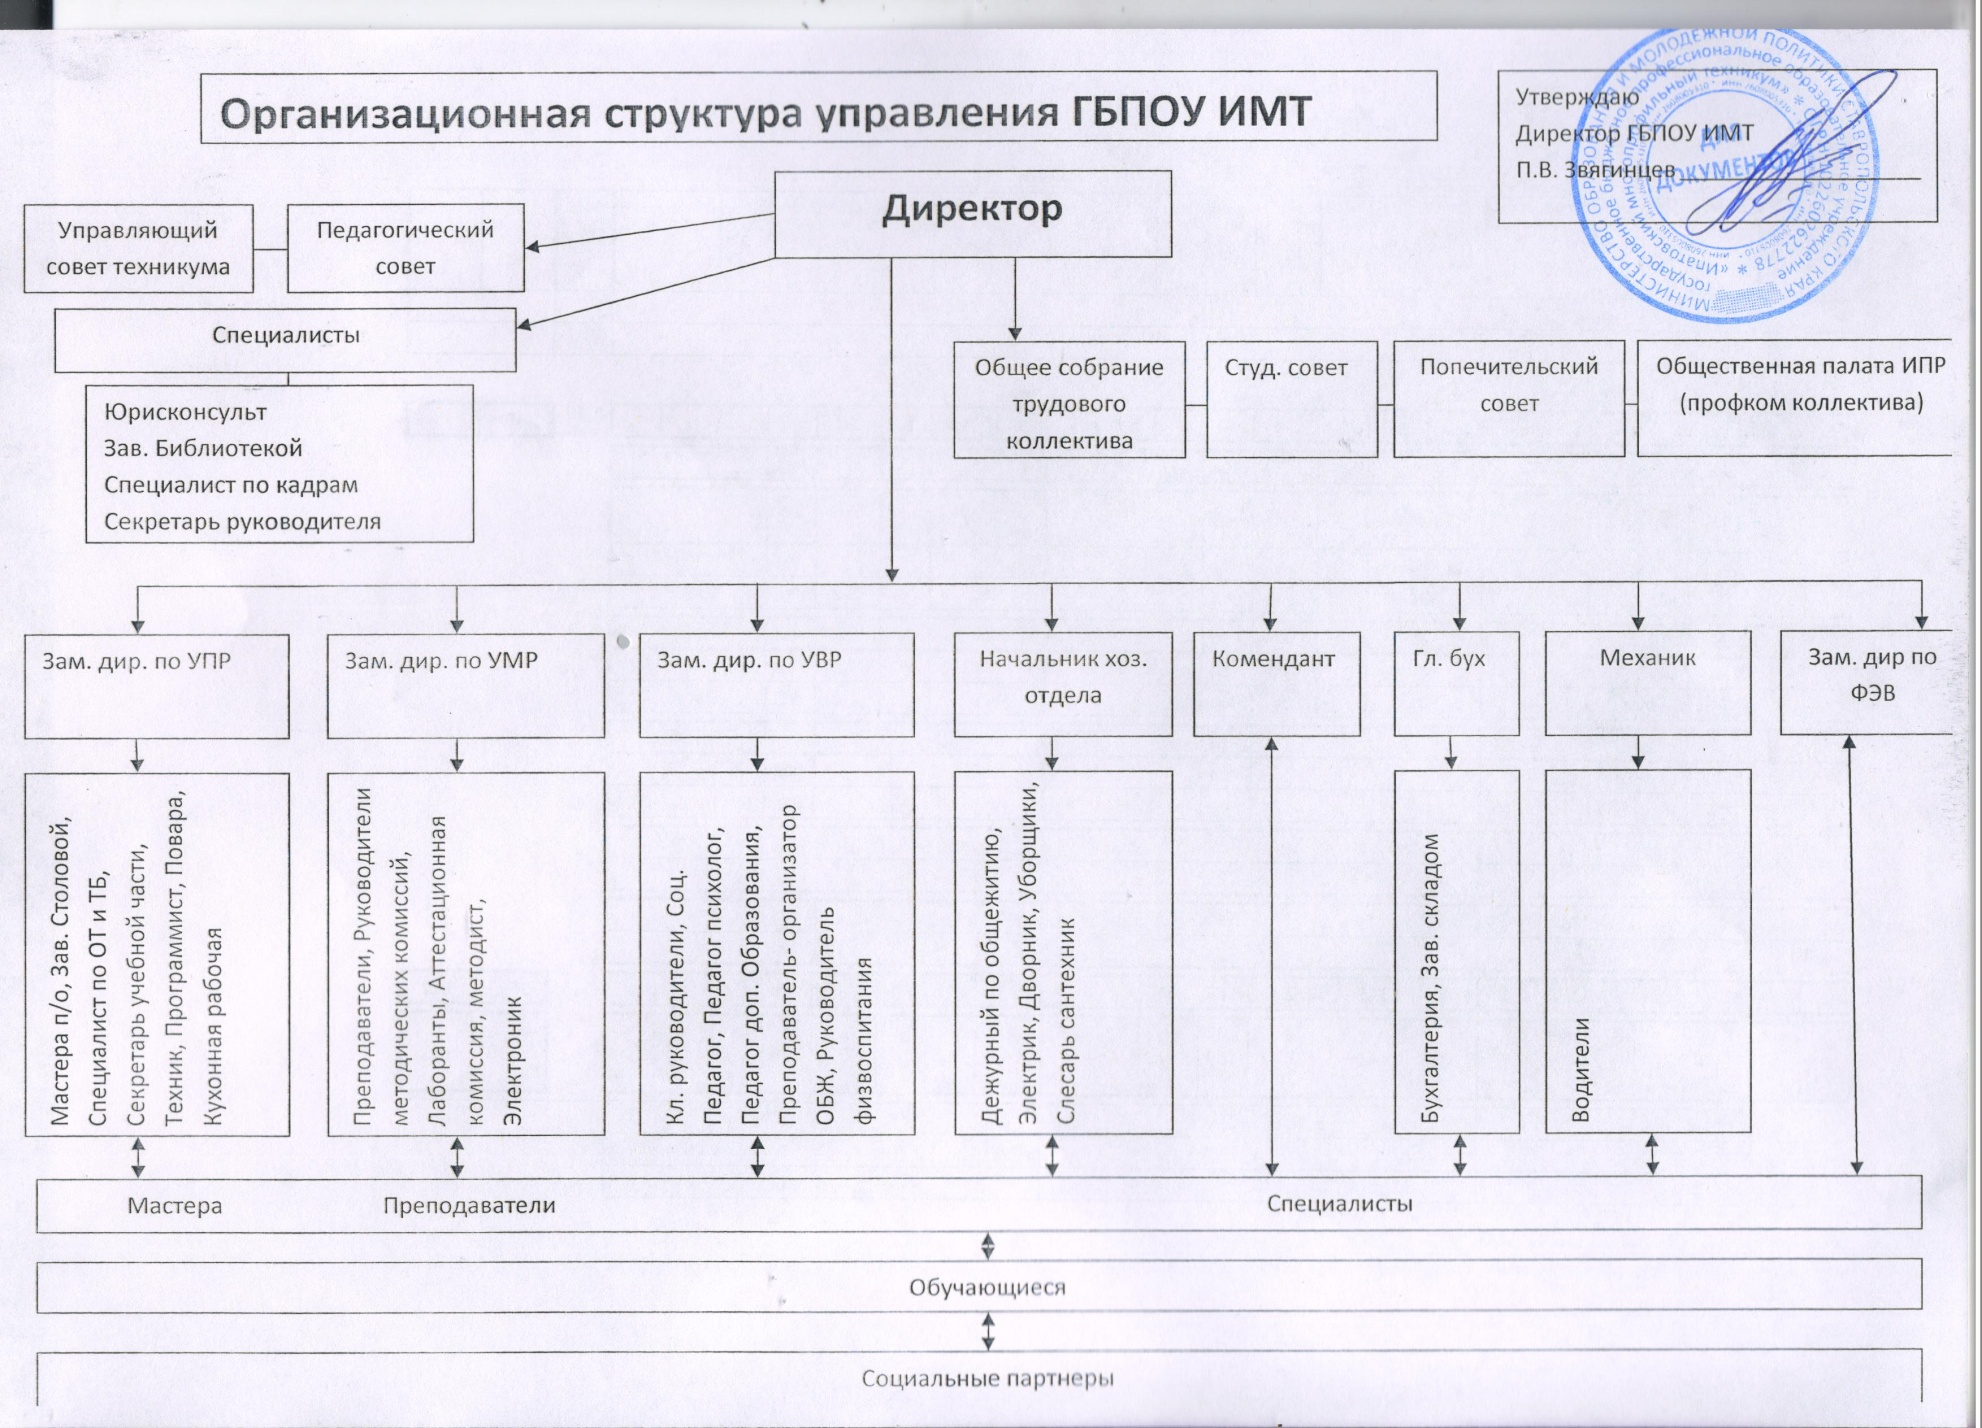 Организационная структура управления ГБПОУ ИМТ
Утверждаю
Директор ГБПОУ ИМТ
П.В. Звягинцев
ДЛЯ
ДОКУМЕНТОВ
Директор
Управляющий
совет техникума
Педагогический
совет
Специалисты
Юрисконсульт
Зав. Библиотекой
Специалист по кадрам
Секретарь руководителя
Общее собрание
трудового
коллектива
Студ. совет
Попечительский
совет
Общественная палата ИПР
(профком коллектива)
Зам. дир. по УПР
Зам. дир. по УМР
Зам. дир. по УВР
Начальник хоз.
отдела
Комендант
Гл. бух
Механик
Зам. дир по
ФЭВ
Мастера п/о, Зав. Столовой,
Специалист по ОТ и ТБ,
Секретарь учебной части,
Техник, Программист, Повара,
Кухонная рабочая
Преподаватели, Руководители
методических комиссий,
Лаборанты, Аттестационная
комиссия, методист,
Электроник
Кл. руководители, Соц.
Педагог, Педагог психолог,
Педагог доп. Образования,
Преподаватель- организатор
ОБЖ, Руководитель
физвоспитания
Дежурный по общежитию,
Электрик, Дворник, Уборщики,
Слесарь сантехник
Бухгалтерия, Зав. складом
Водители
Мастера
Преподаватели
Специалисты
Обучающиеся
Социальные партнеры